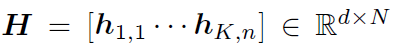 H = [h_{1,1} ⋯ h_{K,n}] ∈ ℝ^{d×N}